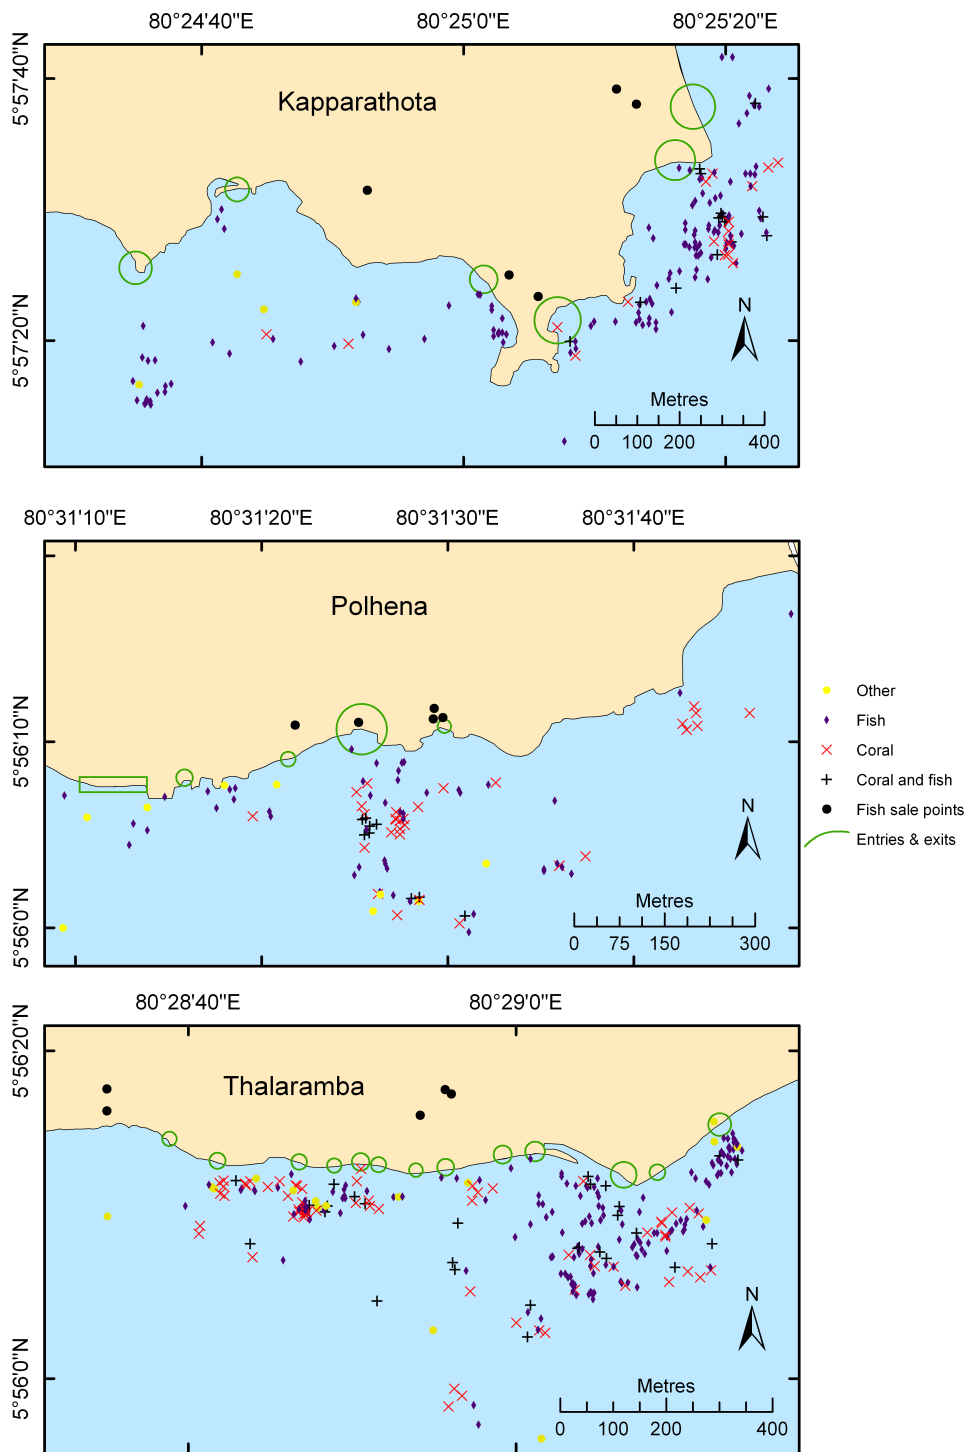 80°24'40"E 80°25'0"E 80°25'20"E
5°57'40"N
Kapparathota
5°57'20"N
N
Metres
0 100 200 400
80°31'10"E 80°31'20"E 80°31'30"E 80°31'40"E
Polhena
5°56'10"N
5°56'0"N
N
Metres
0 75 150 300
Other
Fish
Coral
Coral and fish
Fish sale points
Entries & exits
80°28'40"E 80°29'0"E
5°56'20"N
Thalaramba
5°56'0"N
N
Metres
0 100 200 400